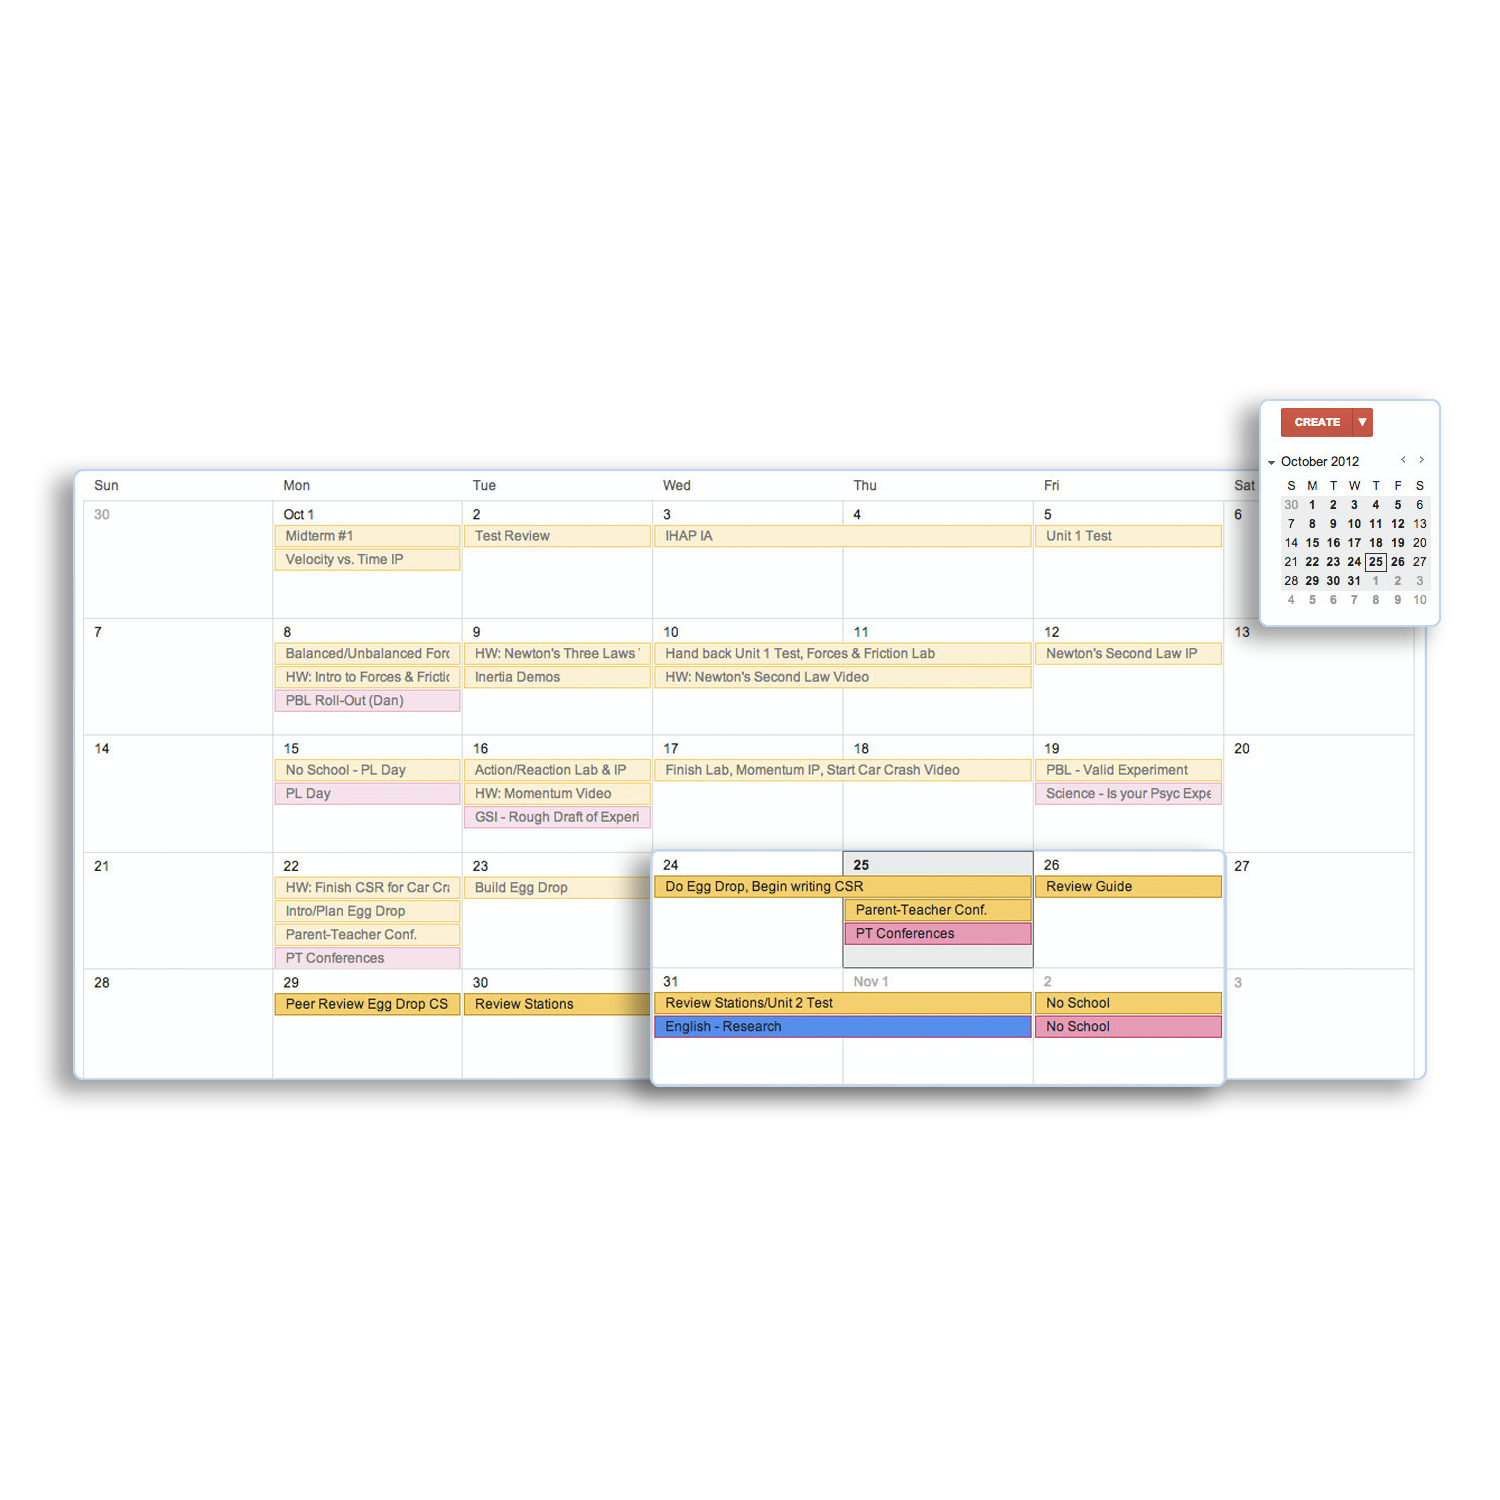 CREATE ▼
October 2012 < >
S M T W T F S
30 1 2 3 4 5 6
7 8 9 10 11 12 13
14 15 16 17 18 19 20
21 22 23 24 25 26 27
28 29 30 31 1 2 3
4 5 6 7 8 9 10
Sun Mon Tue Wed Thu Fri Sat
30 Oct 1 2 3 4 5 6
Midterm #1 Test Review IHAP IA Unit 1 Test
Velocity vs. Time IP
7 8 9 10 11 12 13
Balanced/Unbalanced Forc HW: Newton's Three Laws Hand back Unit 1 Test, Forces & Friction Lab Newton's Second Law IP
HW: Intro to Forces & Frictic Inertia Demos HW: Newton's Second Law Video
PBL Roll-Out (Dan)
14 15 16 17 18 19 20
No School - PL Day Action/Reaction Lab & IP Finish Lab, Momentum IP, Start Car Crash Video PBL - Valid Experiment
PL Day HW: Momentum Video Science - Is your Psyc Expe
GSI - Rough Draft of Experi
21 22 23 24 25 26 27
HW: Finish CSR for Car Cra Build Egg Drop Do Egg Drop, Begin writing CSR Review Guide
Intro/Plan Egg Drop Parent-Teacher Conf.
Parent-Teacher Conf. PT Conferences
PT Conferences
28 29 30 31 Nov 1 2 3
Peer Review Egg Drop CS Review Stations Review Stations/Unit 2 Test No School
English - Research No School